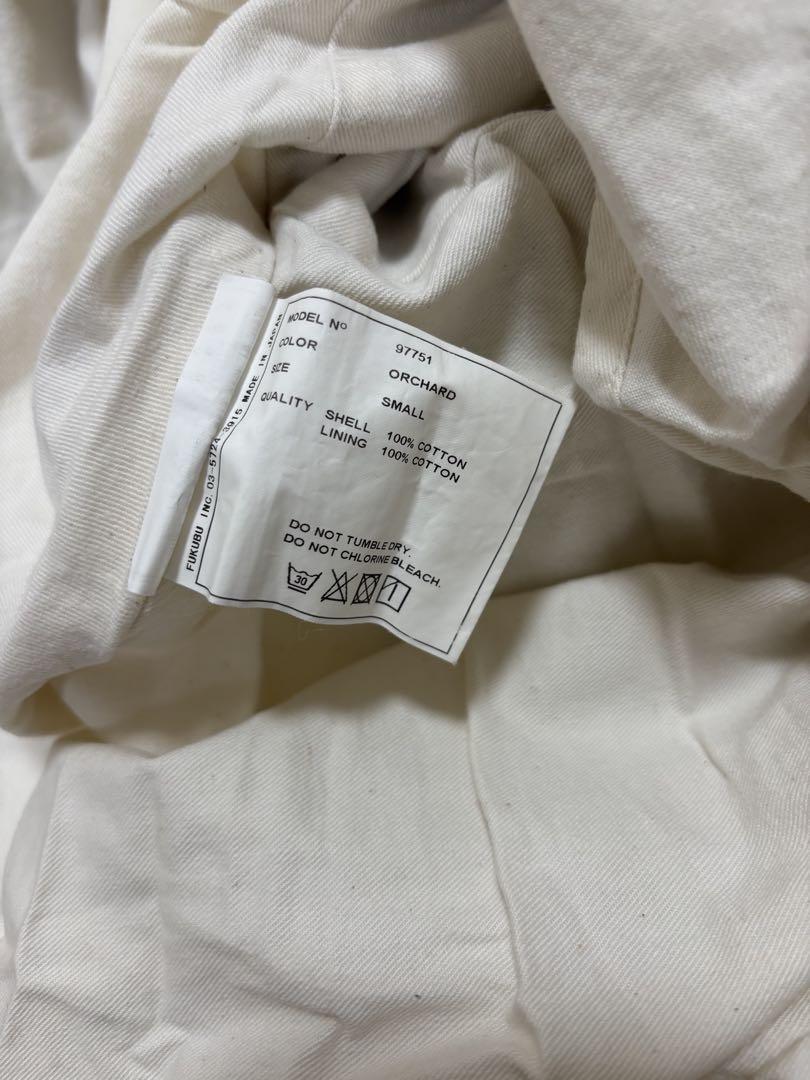 MODEL Nº 97751
COLOR ORCHARD
SIZE SMALL
QUALITY SHELL 100% COTTON
LINING 100% COTTON
DO NOT TUMBLE DRY.
DO NOT CHLORINE BLEACH.
30
FUKUBU INC. 03-5724-3915 MADE IN JAPAN